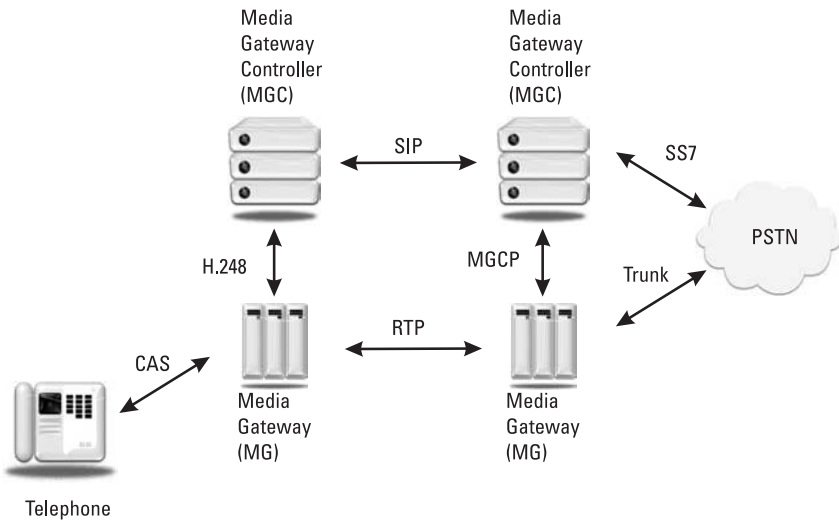 Media
Gateway
Controller
(MGC)
Media
Gateway
Controller
(MGC)
SIP
SS7
PSTN
H.248
MGCP
Trunk
RTP
CAS
Media
Gateway
(MG)
Media
Gateway
(MG)
Telephone